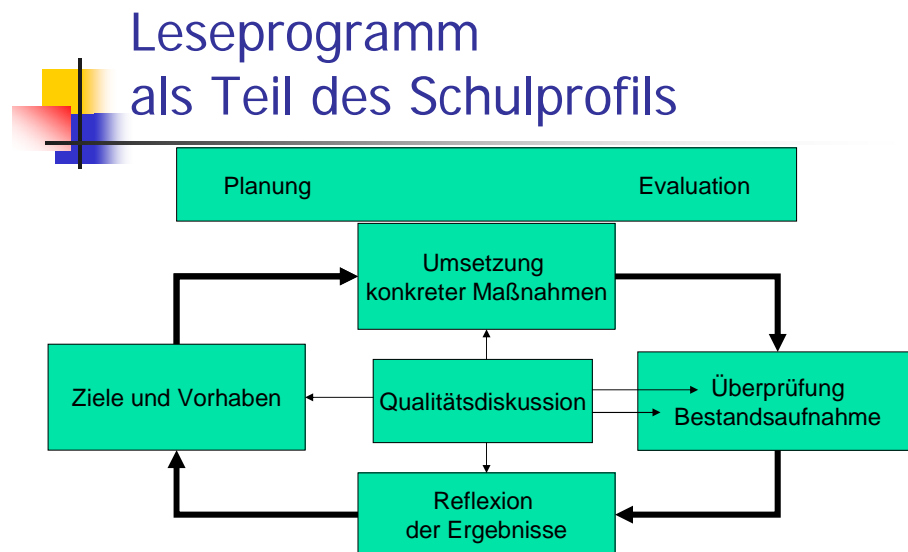 Leseprogramm
als Teil des Schulprofils
Planung
Evaluation
Umsetzung
konkreter Maßnahmen
Ziele und Vorhaben
Qualitätsdiskussion
Überprüfung
Bestandsaufnahme
Reflexion
der Ergebnisse